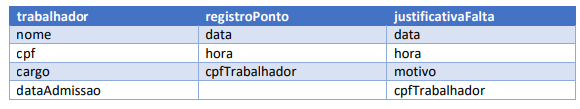 trabalhador registroPonto justificativaFalta
nome data data
cpf hora hora
cargo cpfTrabalhador motivo
dataAdmissao cpfTrabalhador